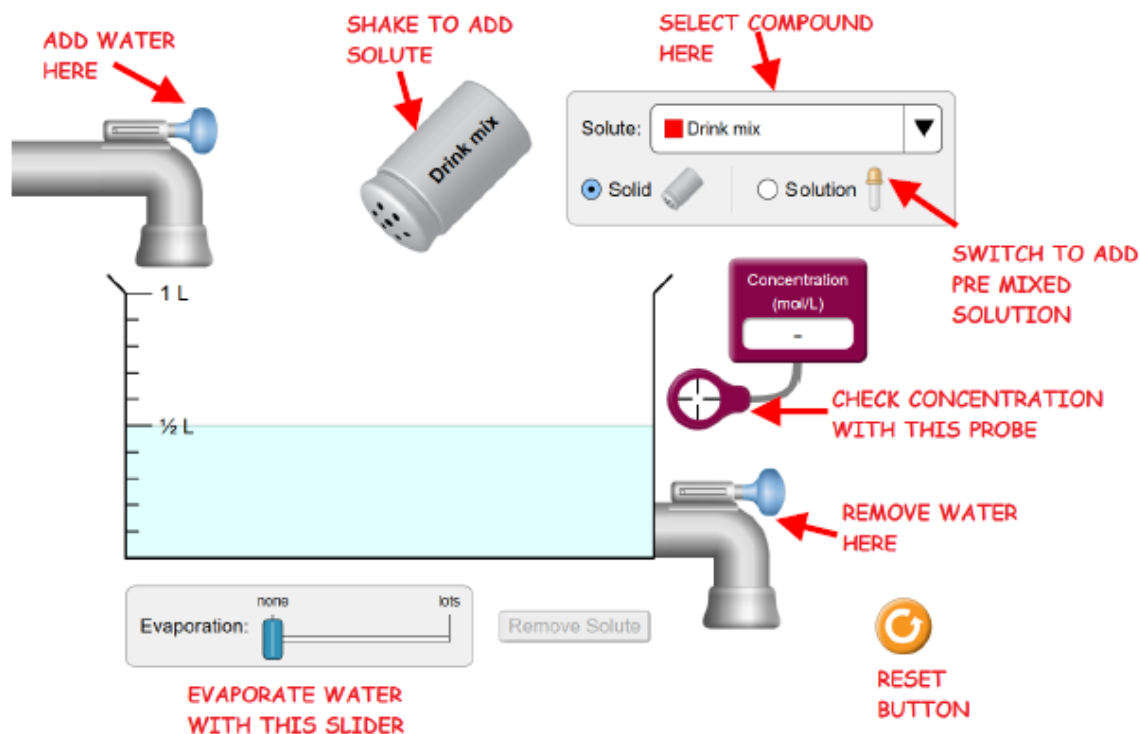 ADD WATER
HERE
SHAKE TO ADD
SOLUTE
SELECT COMPOUND
HERE
Drink mix
Solute:
Drink mix
Solid
Solution
SWITCH TO ADD
PRE MIXED
SOLUTION
1 L
½ L
Concentration
(mol/L)
-
CHECK CONCENTRATION
WITH THIS PROBE
REMOVE WATER
HERE
none
lots
Evaporation:
Remove Solute
EVAPORATE WATER
WITH THIS SLIDER
RESET
BUTTON